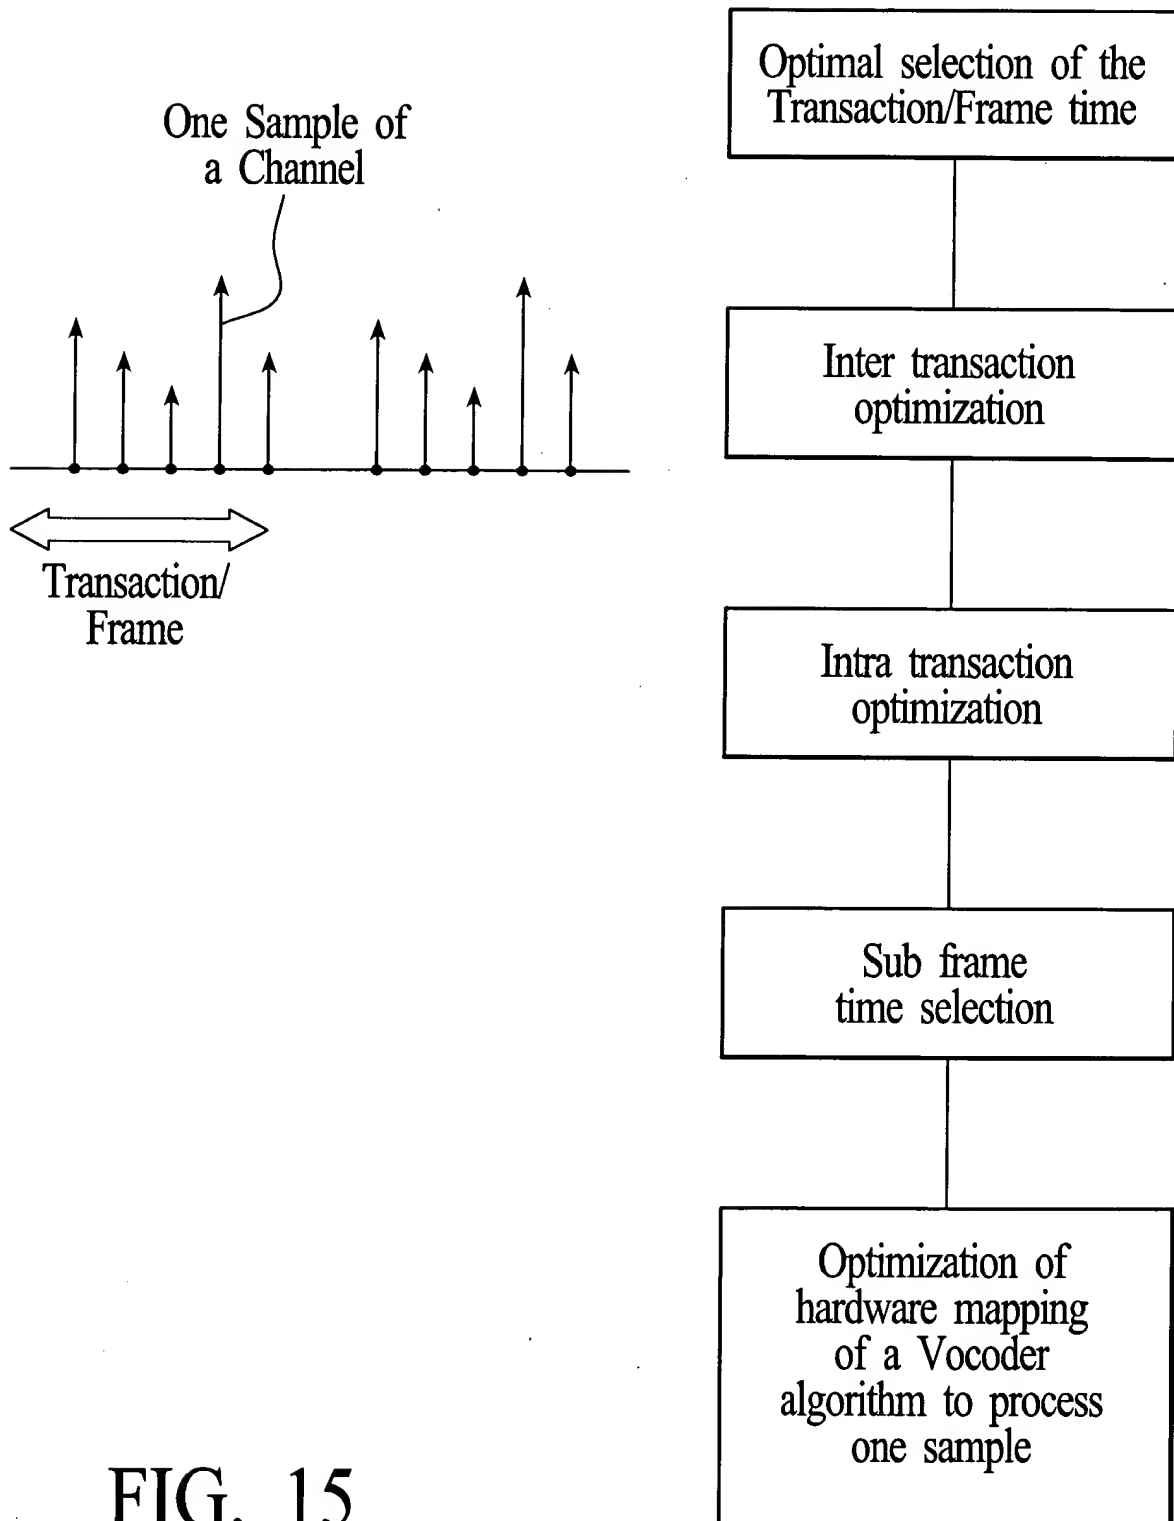 One Sample of
a Channel
Transaction/
Frame
Optimal selection of the
Transaction/Frame time
Inter transaction
optimization
Intra transaction
optimization
Sub frame
time selection
Optimization of
hardware mapping
of a Vocoder
algorithm to process
one sample
FIG. 15